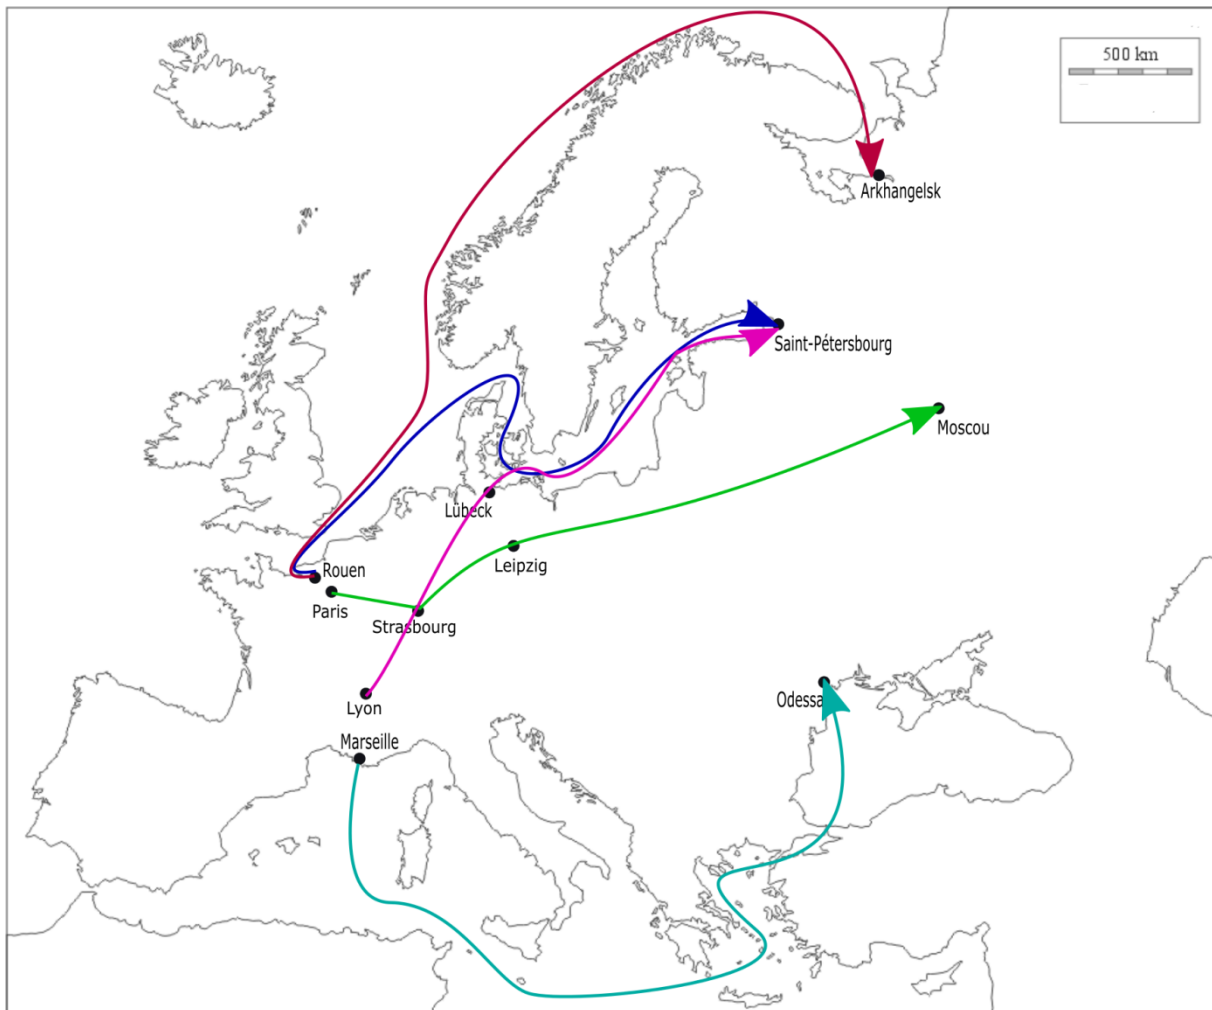 500 km
Arkhangelsk
Saint-Pétersbourg
Moscou
Lübeck
Leipzig
Rouen
Paris
Strasbourg
Lyon
Odessa
Marseille